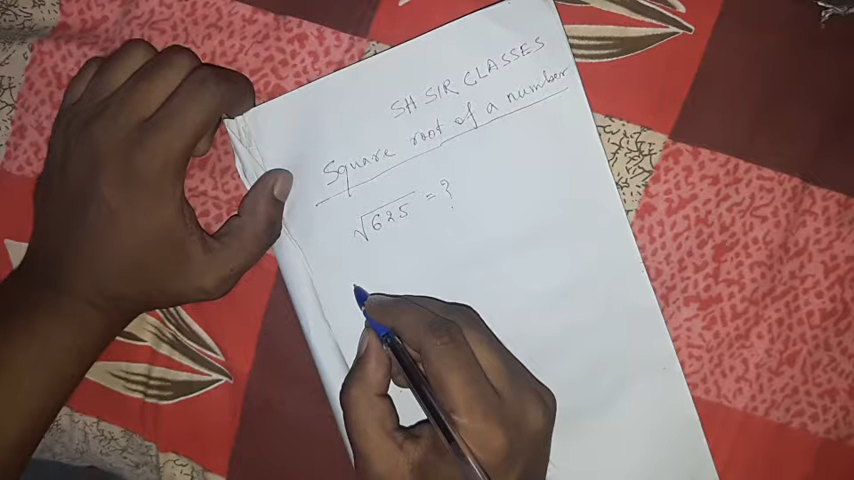 SH SIR CLASSES
Square root of a number
√625 = ?